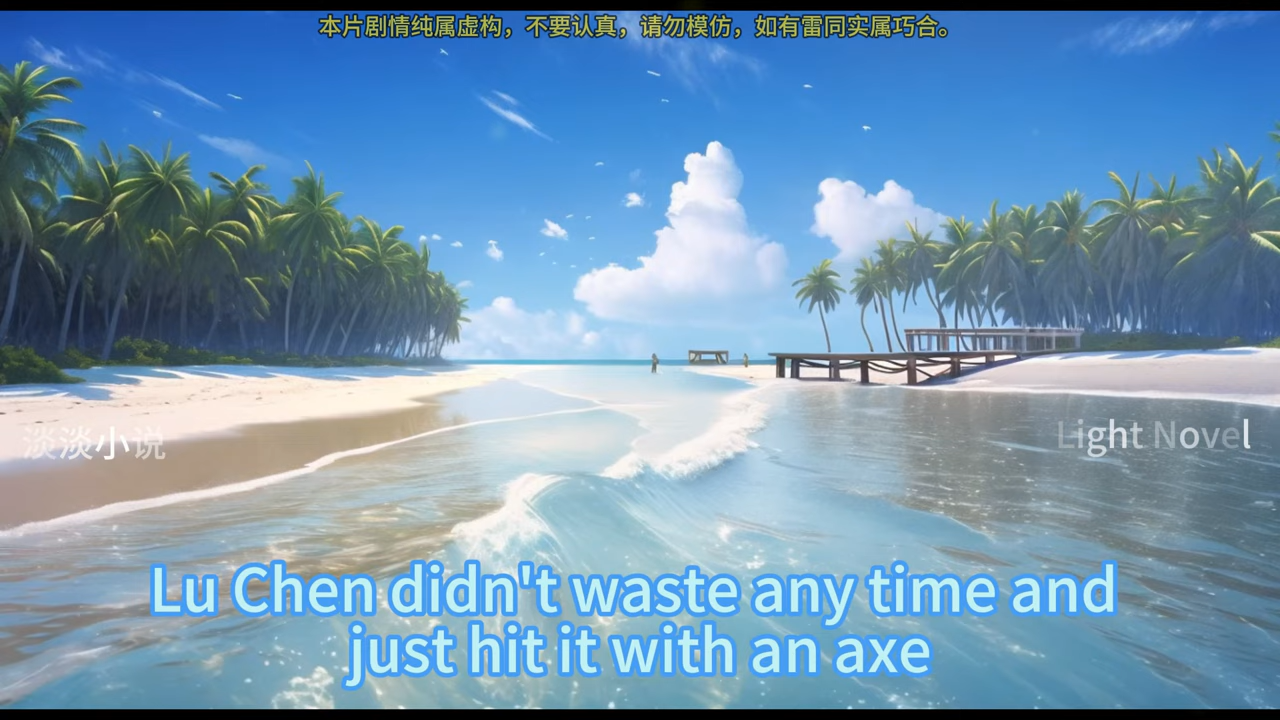 本片剧情纯属虚构，不要认真，请勿模仿，如有雷同实属巧合。
淡淡小说
Light Novel
Lu Chen didn't waste any time and
just hit it with an axe